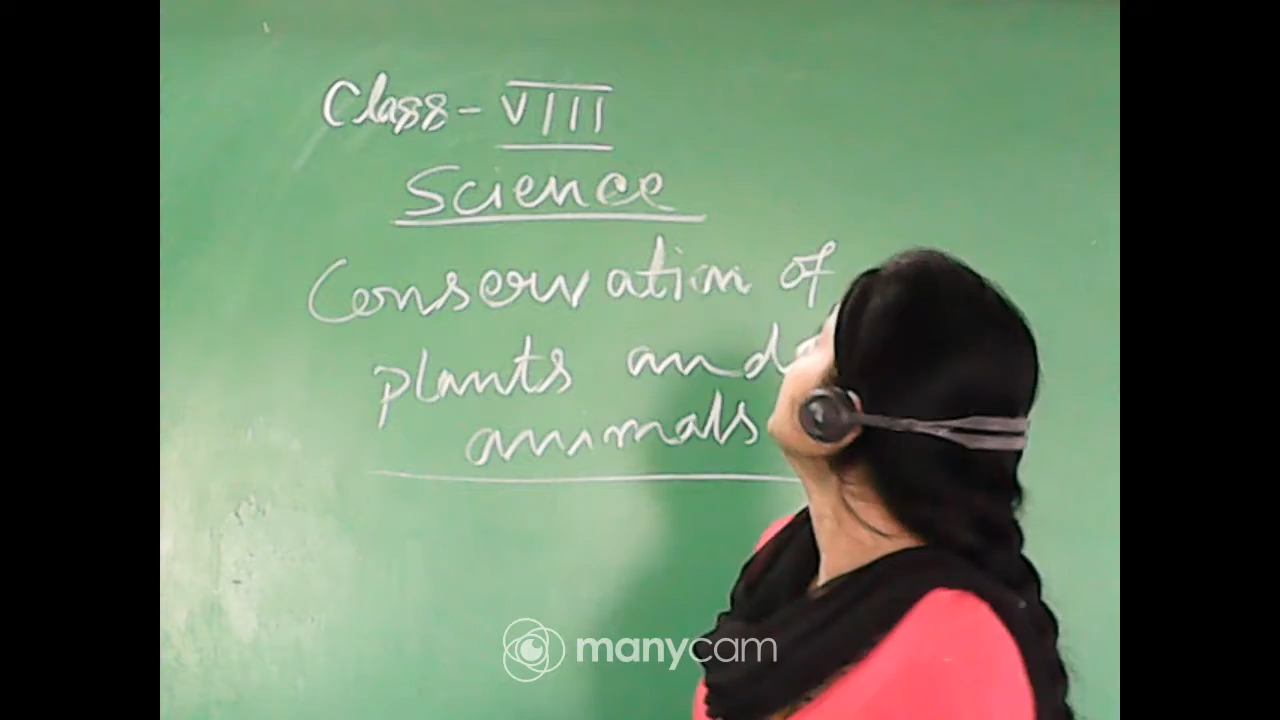 Class - VIII
Science
Conservation of
plants and
animals
manycam